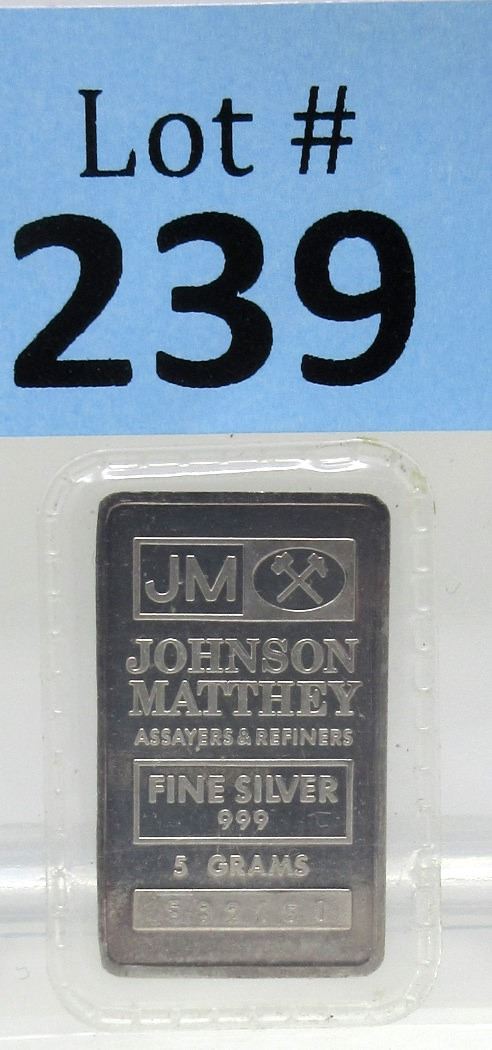 Lot #
239
JM
JOHNSON
MATTHEY
ASSAYERS & REFINERS
FINE SILVER
999
5 GRAMS